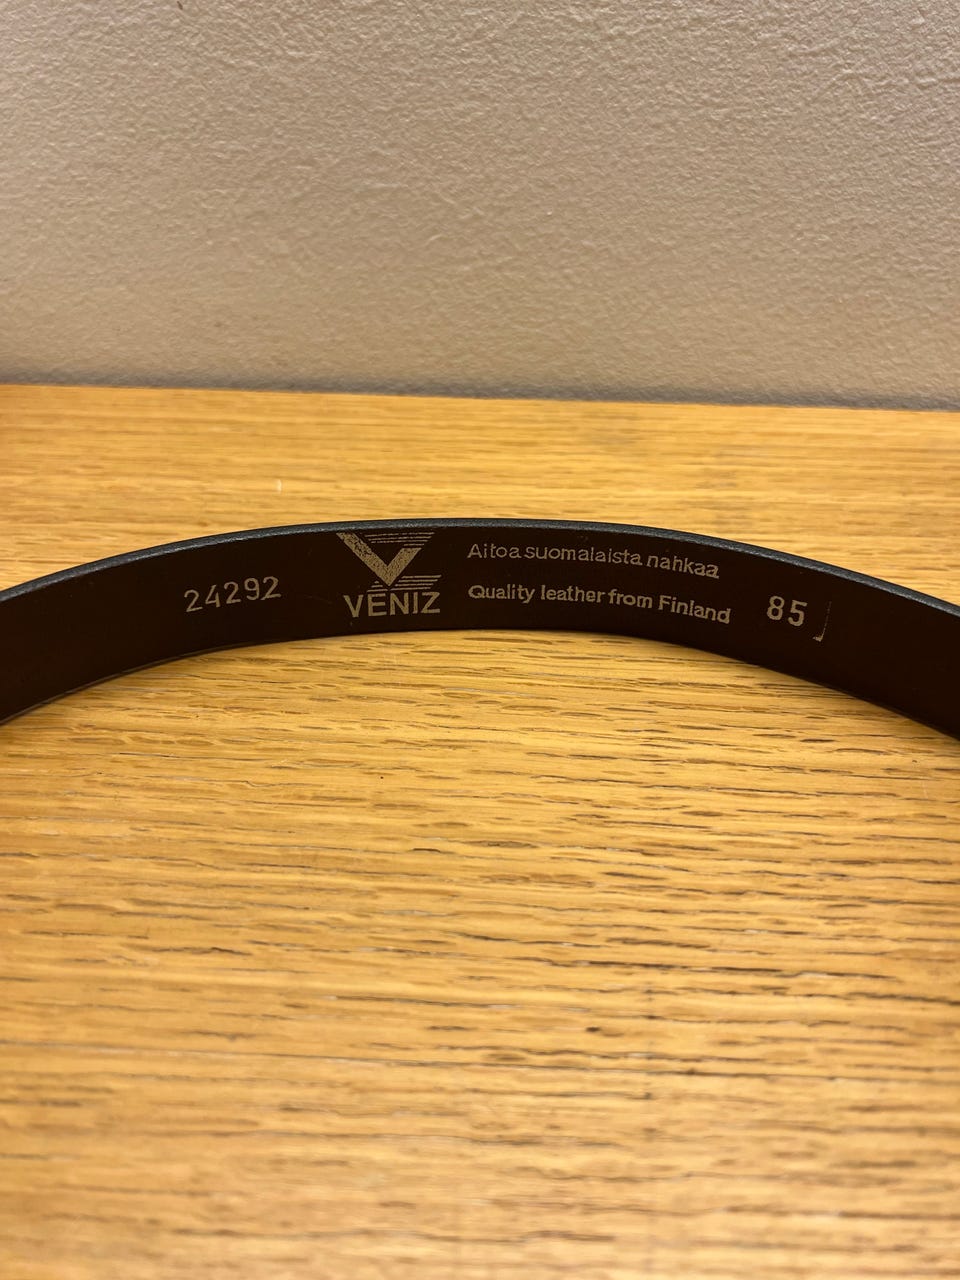 24292
VENIZ
Aitoa suomalaista nahkaa
Quality leather from Finland
85